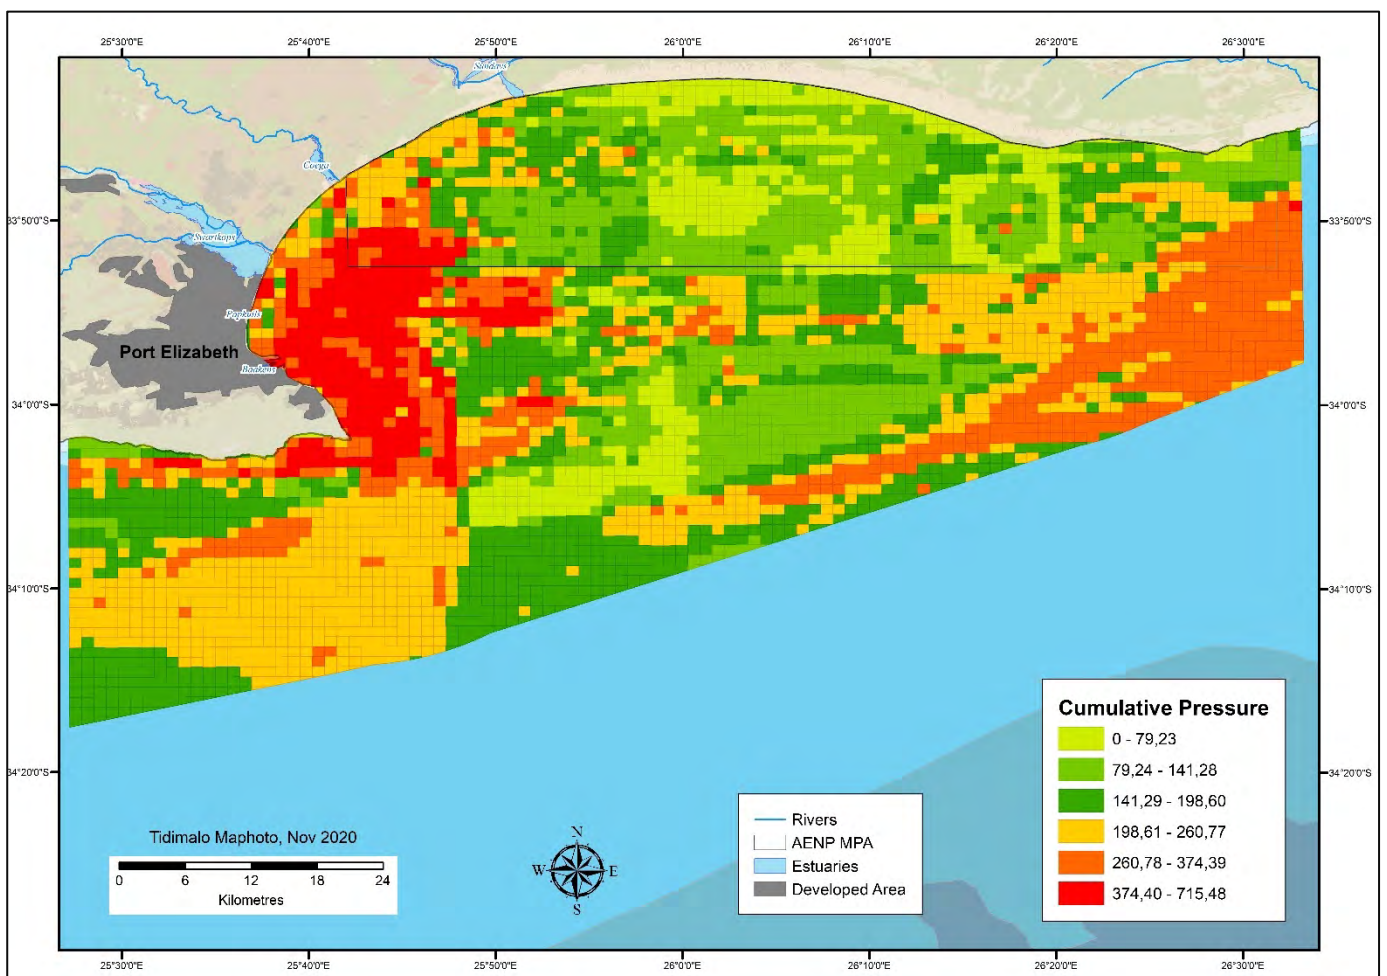 25°30'0"E 25°40'0"E 25°50'0"E 26°0'0"E 26°10'0"E 26°20'0"E 26°30'0"E
Sundays
Coega
33°50'0"S 33°50'0"S
Swartkops
Papkuils
Port Elizabeth
Baakens
34°0'0"S 34°0'0"S
34°10'0"S 34°10'0"S
Cumulative Pressure
0 - 79,23
79,24 - 141,28
141,29 - 198,60
198,61 - 260,77
260,78 - 374,39
374,40 - 715,48
34°20'0"S 34°20'0"S
Rivers
AENP MPA
Estuaries
Developed Area
Tidimalo Maphoto, Nov 2020
0 6 12 18 24
Kilometres
N
W E
S
25°30'0"E 25°40'0"E 25°50'0"E 26°0'0"E 26°10'0"E 26°20'0"E 26°30'0"E